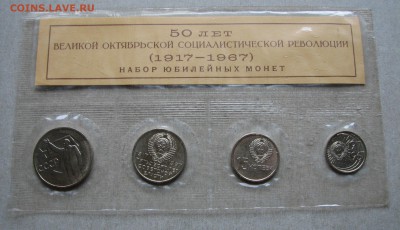 COINS.LAVE.RU
50 ЛЕТ
ВЕЛИКОЙ ОКТЯБРЬСКОЙ СОЦИАЛИСТИЧЕСКОЙ РЕВОЛЮЦИИ
(1917—1967)
НАБОР ЮБИЛЕЙНЫХ МОНЕТ